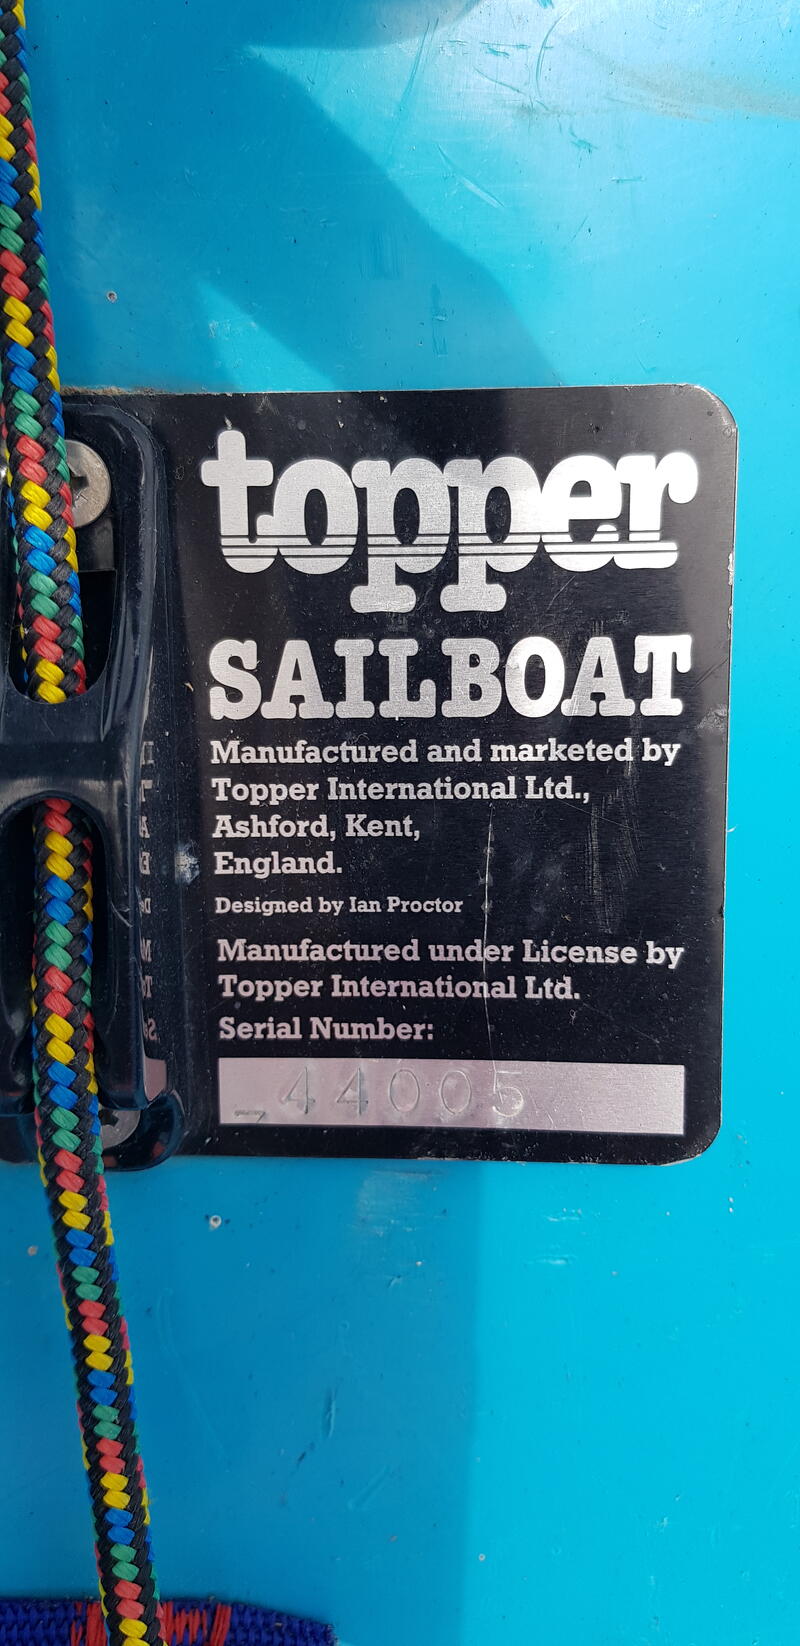 topper
SAILBOAT
Manufactured and marketed by
Topper International Ltd.,
Ashford, Kent,
England.
Designed by Ian Proctor
Manufactured under License by
Topper International Ltd.
Serial Number:
44005